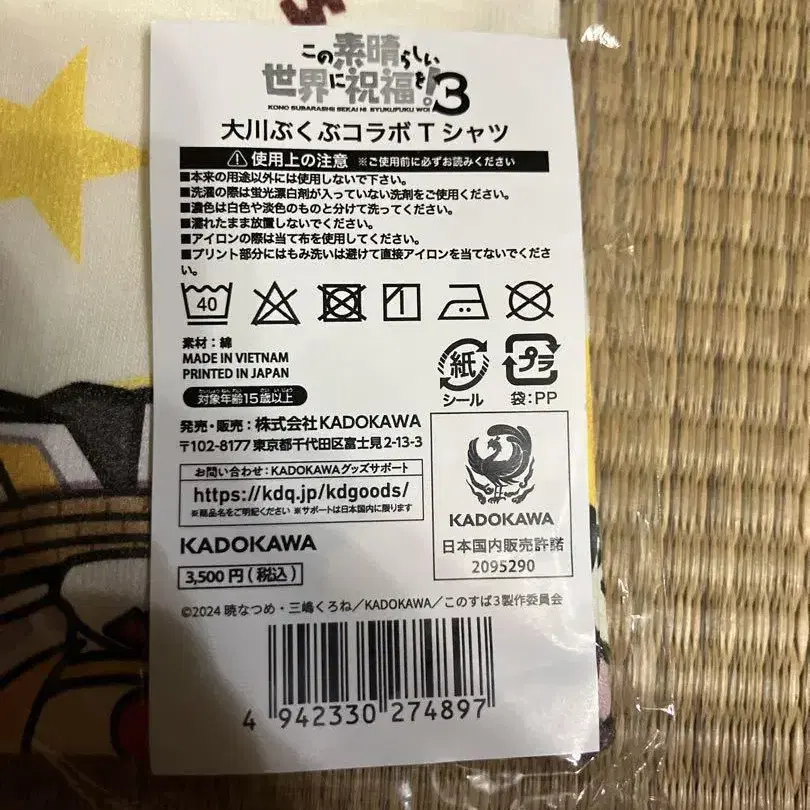 この素晴らしい
世界に祝福を!3
KONO SUBARASHII SEKAI NI SYUKUFUKU WO!
大川ぶくぶコラボTシャツ
使用上の注意 ※ご使用前に必ずお読みください
■本来の用途以外には使用しないで下さい。
■洗濯の際は蛍光漂白剤が入っていない洗剤をご使用ください。
■濃色は白色や淡色のものと分けて洗ってください。
■濡れたまま放置しないでください。
■アイロンの際は当て布を使用してください。
■プリント部分にはもみ洗いは避けて直接アイロンを当てないでくださ
い。
40
素材:綿
MADE IN VIETNAM
PRINTED IN JAPAN
たいしょうねんれい さい いじょう
対象年齢15歳以上
紙
シール
プラ
袋:PP
発売・販売:株式会社KADOKAWA
〒102-8177 東京都千代田区富士見2-13-3
お問い合わせ:KADOKAWAグッズサポート
https://kdq.jp/kdgoods/
※商品名をご明記ください ※サポートは日本国内に限ります
KADOKAWA
3,500円(税込)
KADOKAWA
日本国内販売許諾
2095290
©2024 暁なつめ・三嶋くろね/KADOKAWA/このすば3製作委員会
4 942330 274897